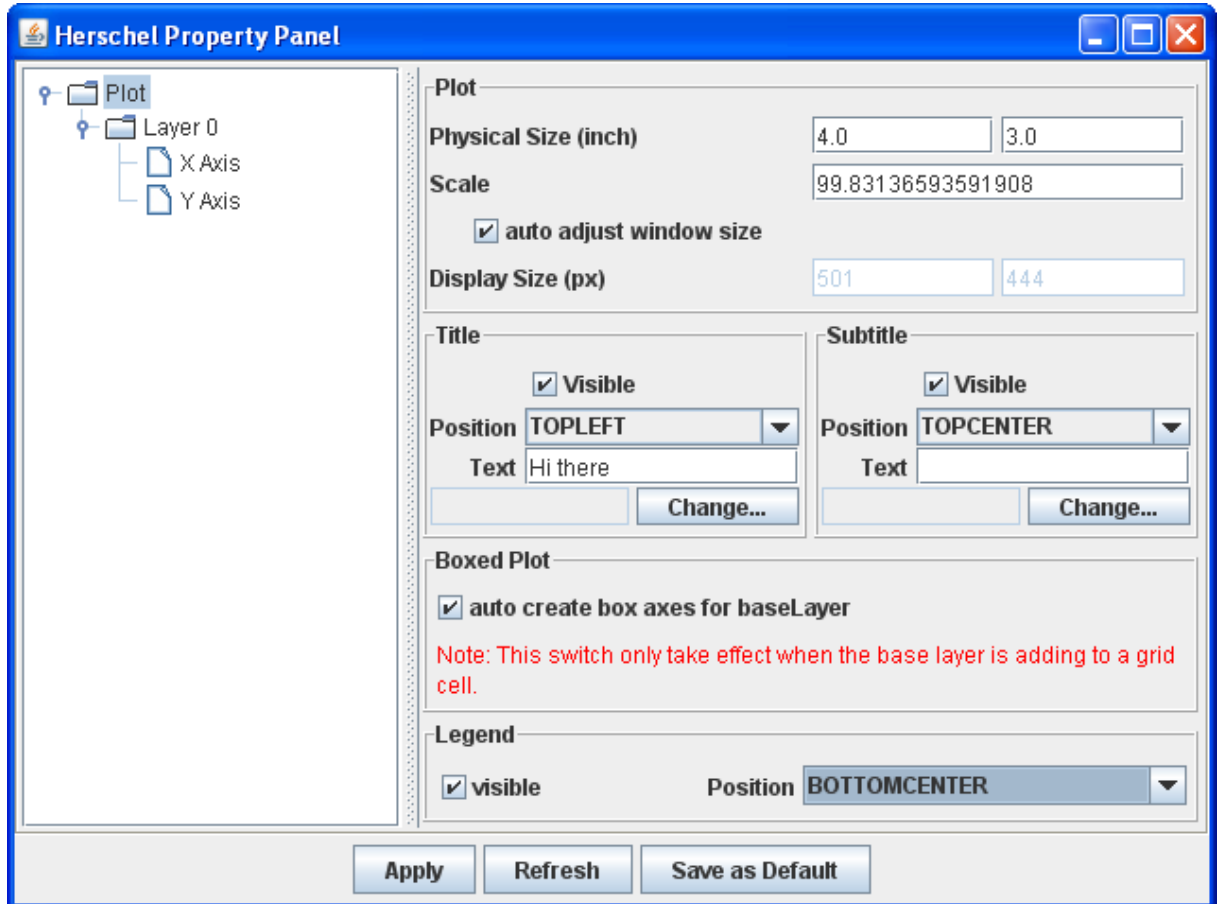 Herschel Property Panel
Plot
Layer 0
X Axis
Y Axis
Plot
Physical Size (inch) 4.0 3.0
Scale 99.83136593591908
auto adjust window size
Display Size (px) 501 444
Title
Visible
Position TOPLEFT
Text Hi there
Change...
Subtitle
Visible
Position TOPCENTER
Text
Change...
Boxed Plot
auto create box axes for baseLayer
Note: This switch only take effect when the base layer is adding to a grid
cell.
Legend
visible Position BOTTOMCENTER
Apply Refresh Save as Default